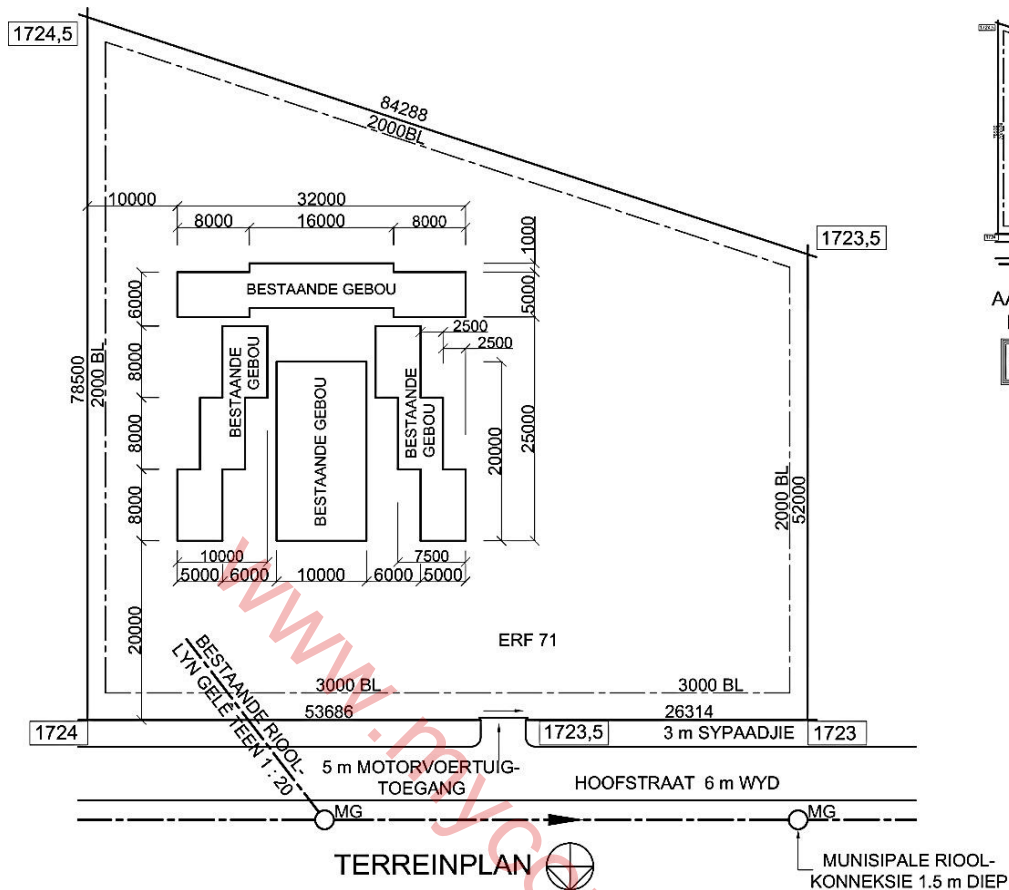 1724,5
84288
2000BL
10000
32000
8000
16000
8000
1000
1723,5
BESTAANDE GEBOU
6000
5000
2500
2500
BESTAANDE
GEBOU
BESTAANDE
GEBOU
BESTAANDE GEBOU
8000
8000
8000
78500
2000 BL
20000
25000
2000 BL
52000
10000
7500
5000
6000
10000
6000
5000
20000
ERF 71
BESTAANDE RIOOL-
LYN GELÊ TEEN 1 : 20
3000 BL
3000 BL
53686
26314
1724
1723,5
3 m SYPAADJIE
1723
5 m MOTORVOERTUIG-
TOEGANG
HOOFSTRAAT 6 m WYD
MG
MG
TERREINPLAN
MUNISIPALE RIOOL-
KONNEKSIE 1.5 m DIEP
www.myco